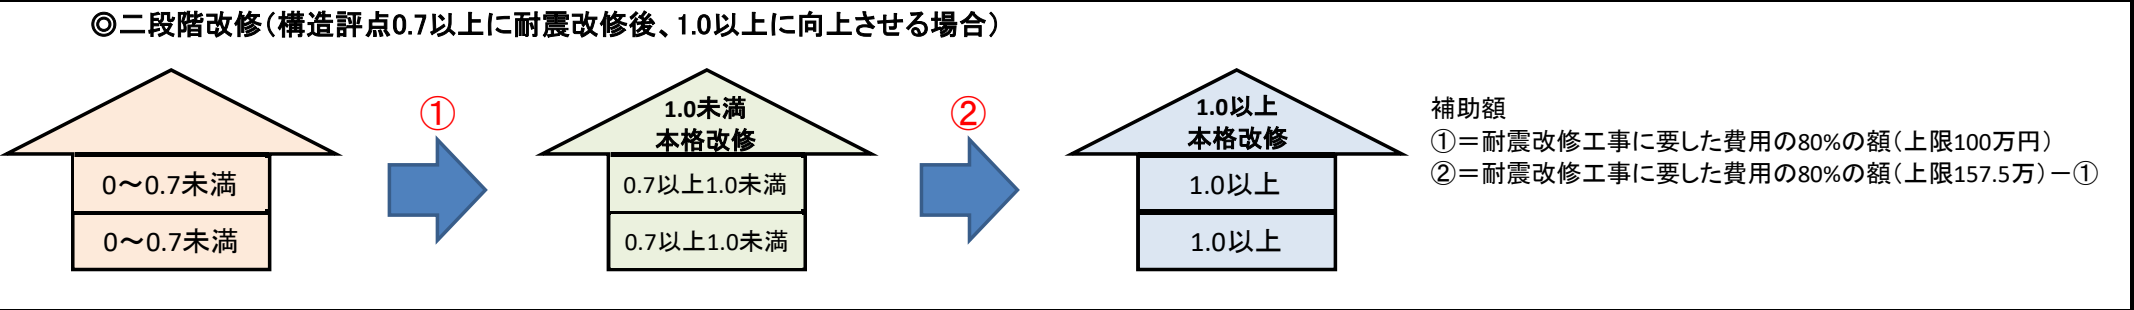 ◎二段階改修（構造評点0.7以上に耐震改修後、1.0以上に向上させる場合）
0～0.7未満
0～0.7未満
①
1.0未満
本格改修
0.7以上1.0未満
0.7以上1.0未満
②
1.0以上
本格改修
1.0以上
1.0以上
補助額
①＝耐震改修工事に要した費用の80%の額（上限100万円）
②＝耐震改修工事に要した費用の80%の額（上限157.5万）－①